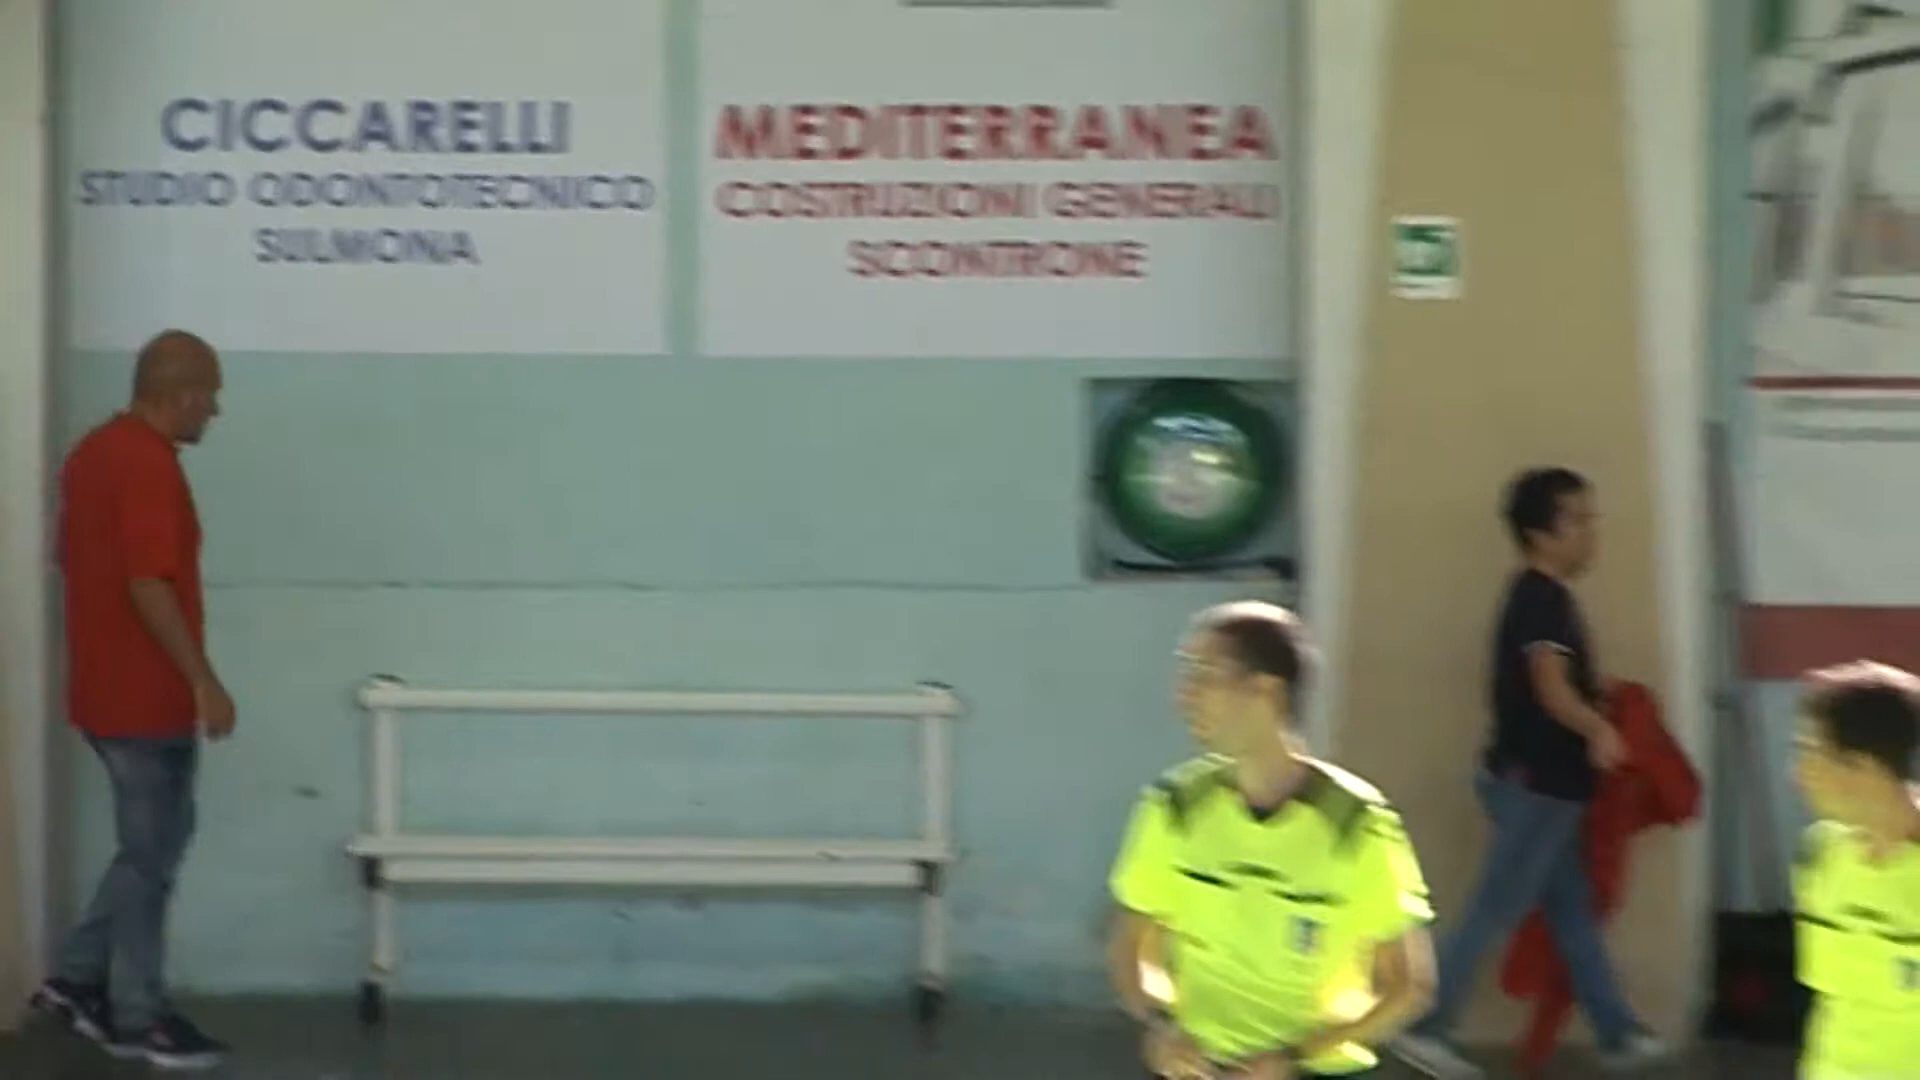 CICCARELLI
STUDIO ODONTOTECNICO
SULMONA
MEDITERRANEA
COSTRUZIONI GENERALI
SCONTRONE